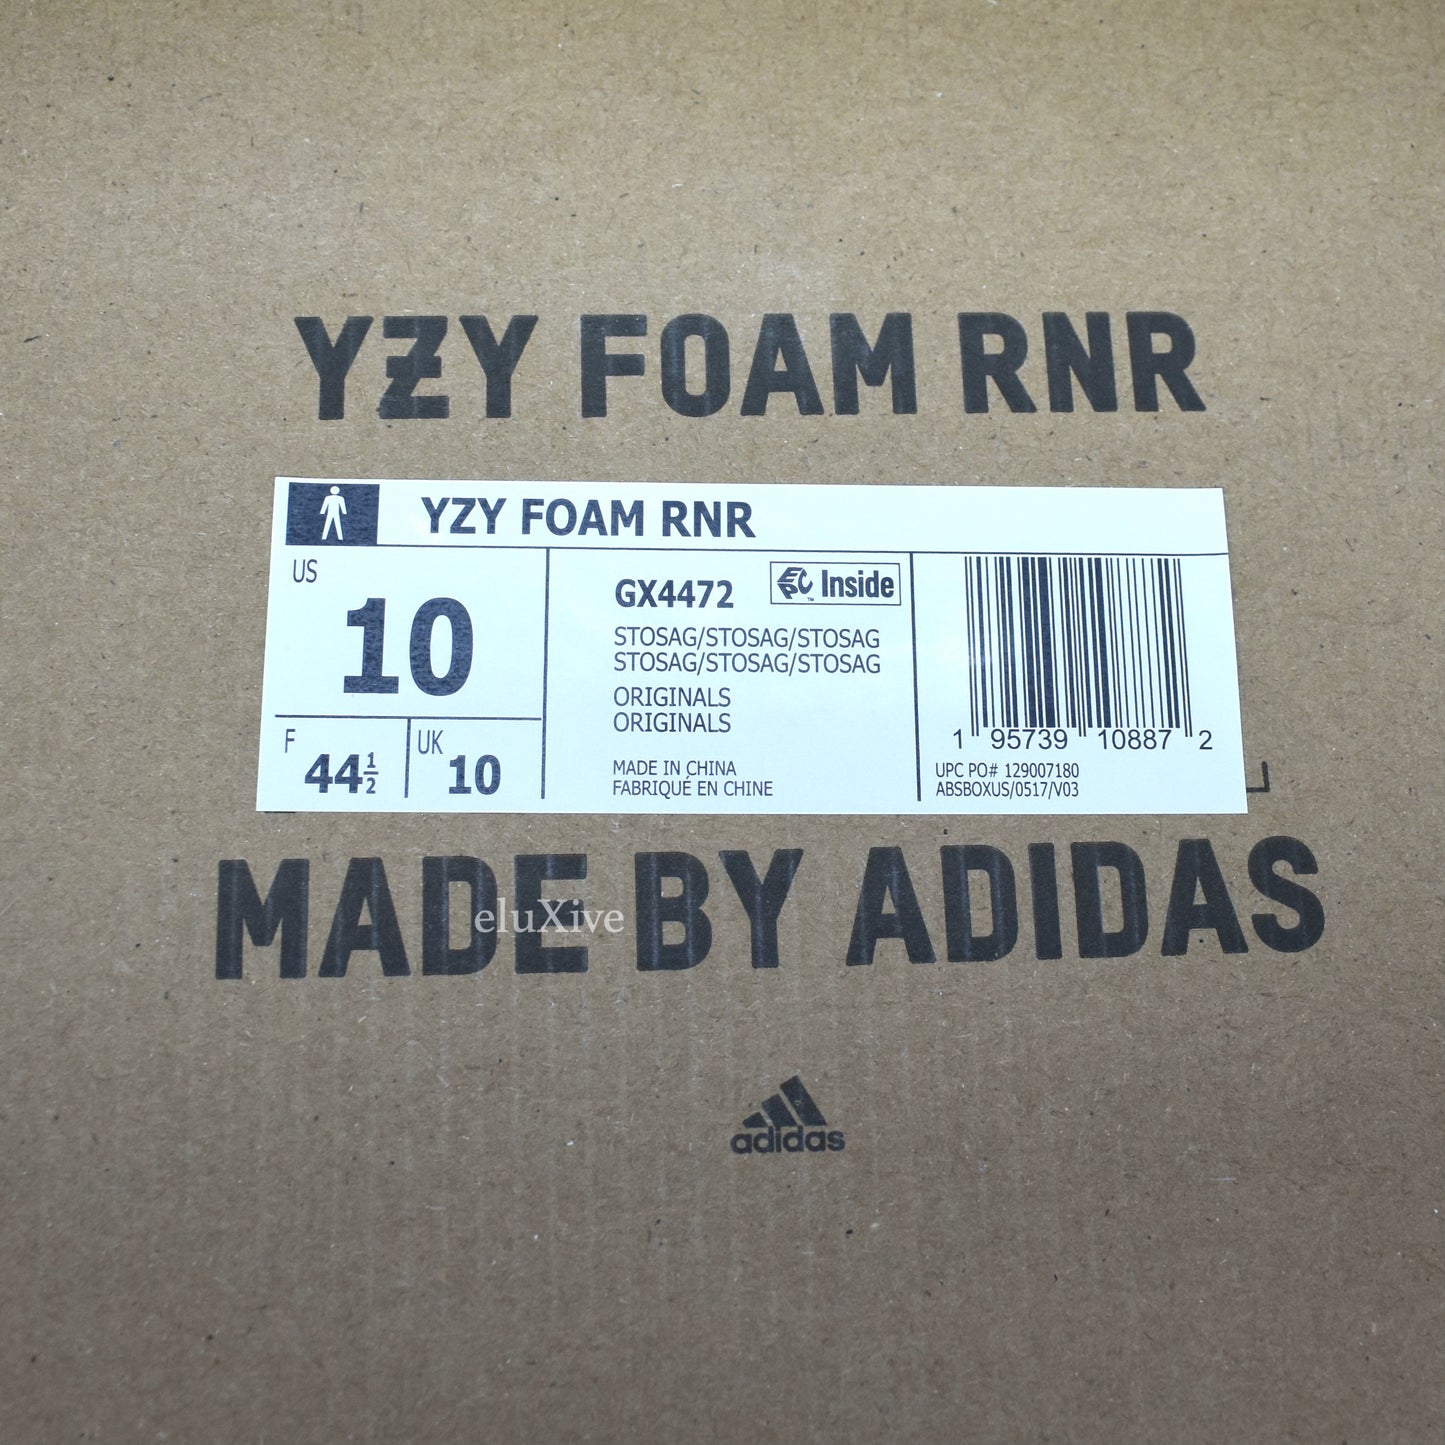 YZY FOAM RNR
YZY FOAM RNR
US
10
F 44½
UK 10
GX4472
EPC Inside
™
STOSAG/STOSAG/STOSAG
STOSAG/STOSAG/STOSAG
ORIGINALS
ORIGINALS
MADE IN CHINA
FABRIQUÉ EN CHINE
1 95739 10887 2
UPC PO# 129007180
ABSBOXUS/0517/V03
MADE BY ADIDAS
eluXive
adidas